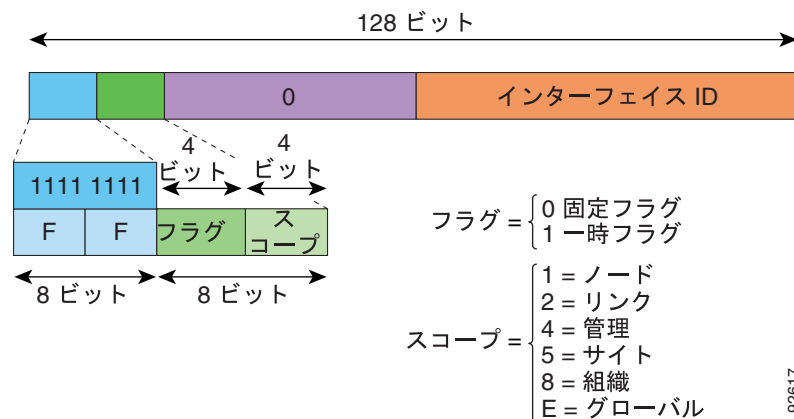 128 ビット
0
インターフェイス ID
4
ビット
4
ビット
1111 1111
F
F
フラグ
ス
コープ
8 ビット
8 ビット
フラグ =
0 固定フラグ
1 一時フラグ
スコープ =
1 = ノード
2 = リンク
4 = 管理
5 = サイト
8 = 組織
E = グローバル
92617